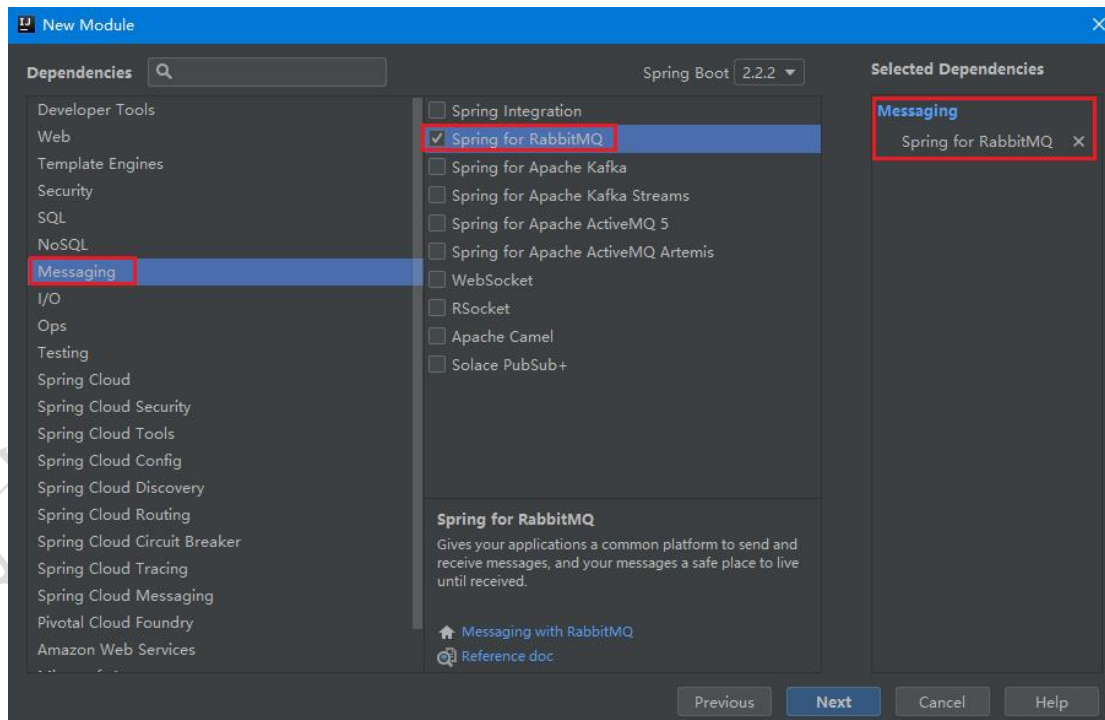 New Module
Dependencies
Spring Boot 2.2.2
Selected Dependencies
Developer Tools
Web
Template Engines
Security
SQL
NoSQL
Messaging
I/O
Ops
Testing
Spring Cloud
Spring Cloud Security
Spring Cloud Tools
Spring Cloud Config
Spring Cloud Discovery
Spring Cloud Routing
Spring Cloud Circuit Breaker
Spring Cloud Tracing
Spring Cloud Messaging
Pivotal Cloud Foundry
Amazon Web Services
Spring Integration
Spring for RabbitMQ
Spring for Apache Kafka
Spring for Apache Kafka Streams
Spring for Apache ActiveMQ 5
Spring for Apache ActiveMQ Artemis
WebSocket
RSocket
Apache Camel
Solace PubSub+
Spring for RabbitMQ
Gives your applications a common platform to send and
receive messages, and your messages a safe place to live
until received.
Messaging with RabbitMQ
Reference doc
Messaging
Spring for RabbitMQ
Previous
Next
Cancel
Help